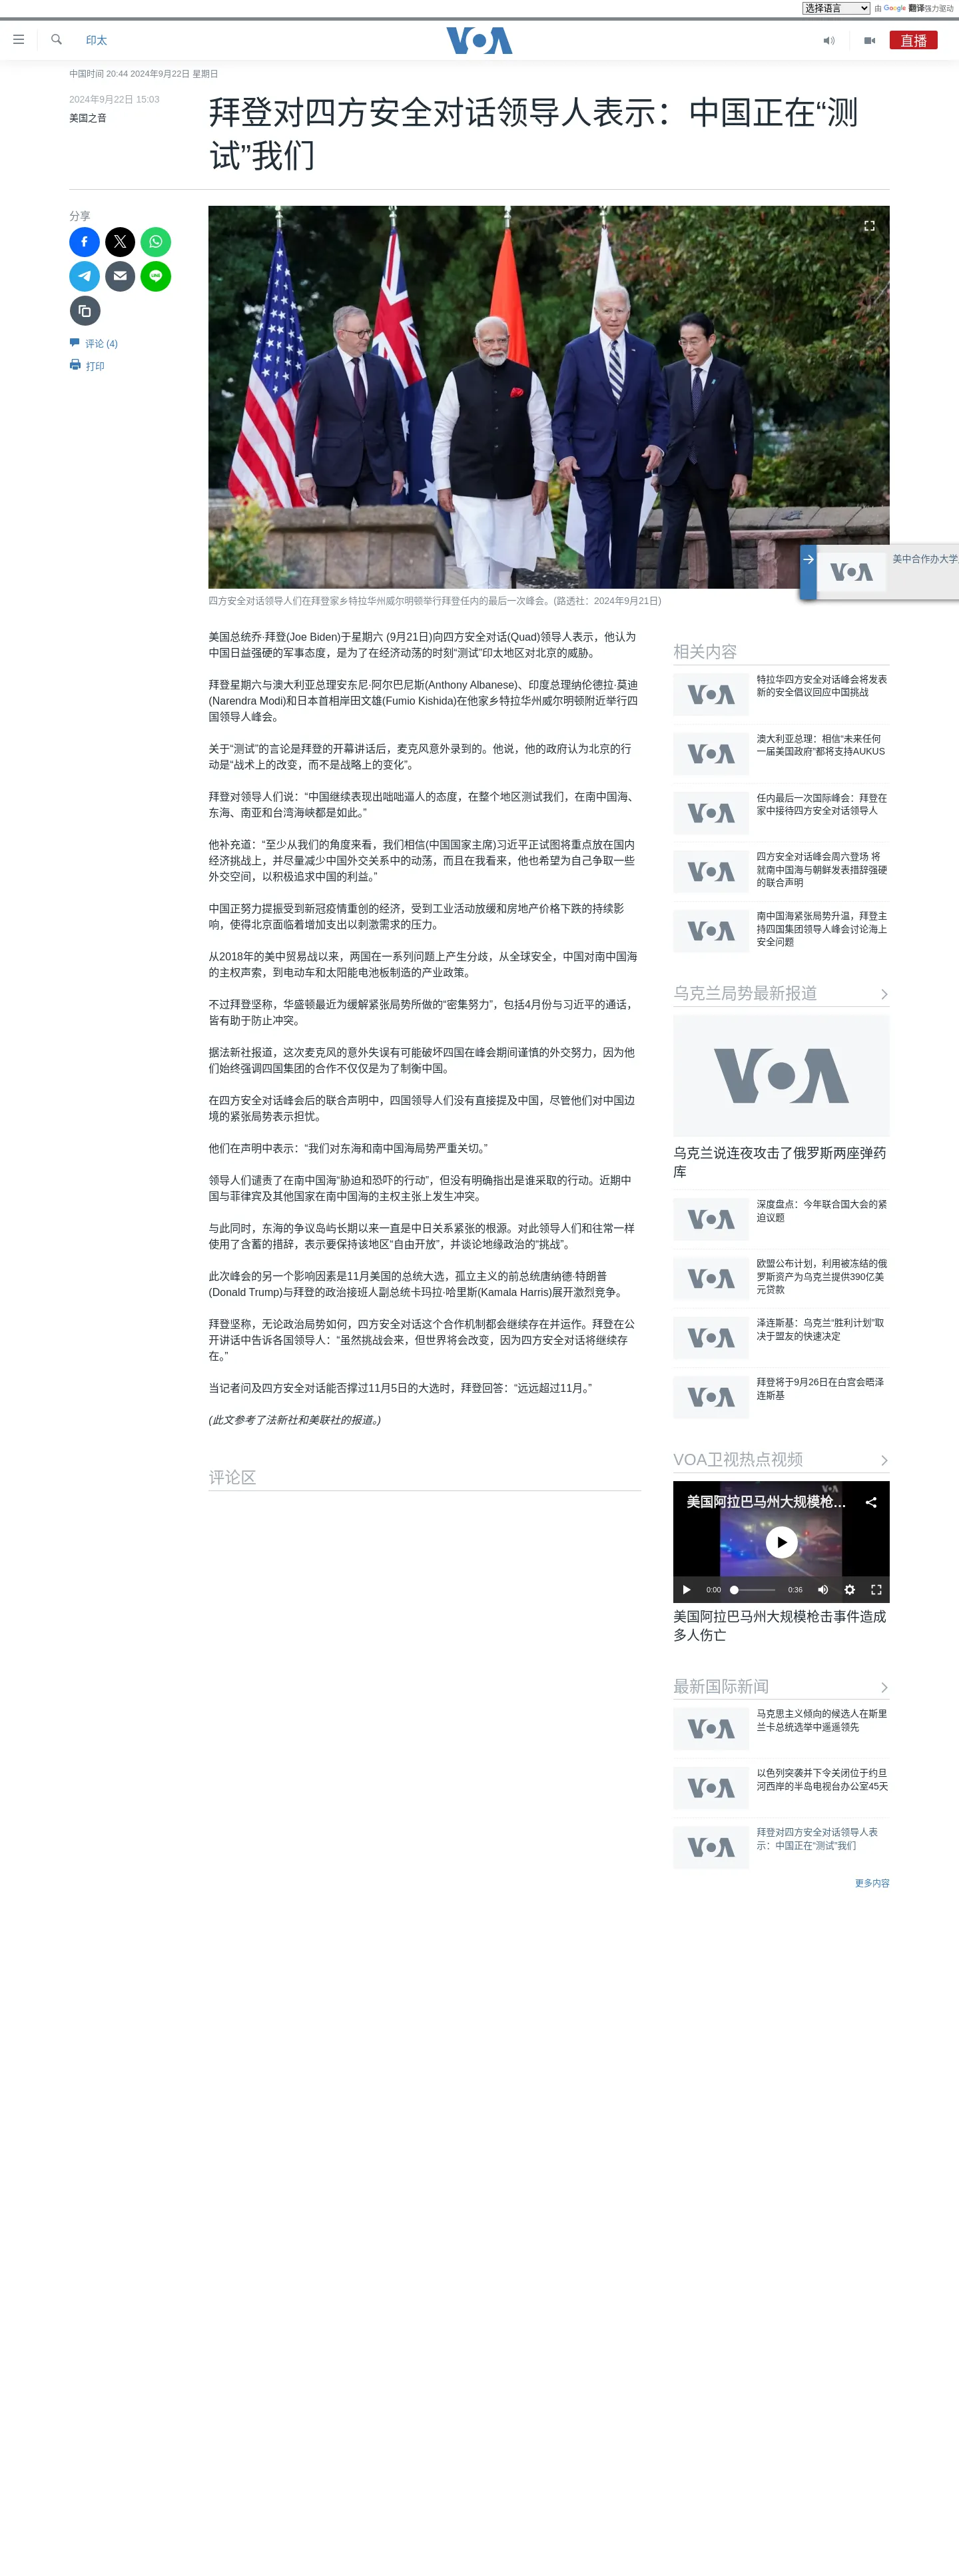 选择语言
由 Google 翻译强力驱动
印太
VOA
直播
中国时间 20:44 2024年9月22日 星期日
2024年9月22日 15:03
美国之音
拜登对四方安全对话领导人表示：中国正在“测
试”我们
分享
评论 (4)
打印
美中合作办大学
VOA
四方安全对话领导人们在拜登家乡特拉华州威尔明顿举行拜登任内的最后一次峰会。(路透社：2024年9月21日)
美国总统乔·拜登(Joe Biden)于星期六 (9月21日)向四方安全对话(Quad)领导人表示，他认为
中国日益强硬的军事态度，是为了在经济动荡的时刻“测试”印太地区对北京的威胁。
拜登星期六与澳大利亚总理安东尼·阿尔巴尼斯(Anthony Albanese)、印度总理纳伦德拉·莫迪
(Narendra Modi)和日本首相岸田文雄(Fumio Kishida)在他家乡特拉华州威尔明顿附近举行四
国领导人峰会。
关于“测试”的言论是拜登的开幕讲话后，麦克风意外录到的。他说，他的政府认为北京的行
动是“战术上的改变，而不是战略上的变化”。
拜登对领导人们说：“中国继续表现出咄咄逼人的态度，在整个地区测试我们，在南中国海、
东海、南亚和台湾海峡都是如此。”
他补充道：“至少从我们的角度来看，我们相信(中国国家主席)习近平正试图将重点放在国内
经济挑战上，并尽量减少中国外交关系中的动荡，而且在我看来，他也希望为自己争取一些
外交空间，以积极追求中国的利益。”
中国正努力提振受到新冠疫情重创的经济，受到工业活动放缓和房地产价格下跌的持续影
响，使得北京面临着增加支出以刺激需求的压力。
从2018年的美中贸易战以来，两国在一系列问题上产生分歧，从全球安全，中国对南中国海
的主权声索，到电动车和太阳能电池板制造的产业政策。
不过拜登坚称，华盛顿最近为缓解紧张局势所做的“密集努力”，包括4月份与习近平的通话，
皆有助于防止冲突。
据法新社报道，这次麦克风的意外失误有可能破坏四国在峰会期间谨慎的外交努力，因为他
们始终强调四国集团的合作不仅仅是为了制衡中国。
在四方安全对话峰会后的联合声明中，四国领导人们没有直接提及中国，尽管他们对中国边
境的紧张局势表示担忧。
他们在声明中表示：“我们对东海和南中国海局势严重关切。”
领导人们谴责了在南中国海“胁迫和恐吓的行动”，但没有明确指出是谁采取的行动。近期中
国与菲律宾及其他国家在南中国海的主权主张上发生冲突。
与此同时，东海的争议岛屿长期以来一直是中日关系紧张的根源。对此领导人们和往常一样
使用了含蓄的措辞，表示要保持该地区“自由开放”，并谈论地缘政治的“挑战”。
此次峰会的另一个影响因素是11月美国的总统大选，孤立主义的前总统唐纳德·特朗普
(Donald Trump)与拜登的政治接班人副总统卡玛拉·哈里斯(Kamala Harris)展开激烈竞争。
拜登坚称，无论政治局势如何，四方安全对话这个合作机制都会继续存在并运作。拜登在公
开讲话中告诉各国领导人：“虽然挑战会来，但世界将会改变，因为四方安全对话将继续存
在。”
当记者问及四方安全对话能否撑过11月5日的大选时，拜登回答：“远远超过11月。”
(此文参考了法新社和美联社的报道。)
评论区
相关内容
VOA
特拉华四方安全对话峰会将发表
新的安全倡议回应中国挑战
VOA
澳大利亚总理：相信“未来任何
一届美国政府”都将支持AUKUS
VOA
任内最后一次国际峰会：拜登在
家中接待四方安全对话领导人
VOA
四方安全对话峰会周六登场 将
就南中国海与朝鲜发表措辞强硬
的联合声明
VOA
南中国海紧张局势升温，拜登主
持四国集团领导人峰会讨论海上
安全问题
乌克兰局势最新报道
VOA
乌克兰说连夜攻击了俄罗斯两座弹药
库
VOA
深度盘点：今年联合国大会的紧
迫议题
VOA
欧盟公布计划，利用被冻结的俄
罗斯资产为乌克兰提供390亿美
元贷款
VOA
泽连斯基：乌克兰“胜利计划”取
决于盟友的快速决定
VOA
拜登将于9月26日在白宫会晤泽
连斯基
VOA卫视热点视频
VOA
美国阿拉巴马州大规模枪...
0:00
0:36
美国阿拉巴马州大规模枪击事件造成
多人伤亡
最新国际新闻
VOA
马克思主义倾向的候选人在斯里
兰卡总统选举中遥遥领先
VOA
以色列突袭并下令关闭位于约旦
河西岸的半岛电视台办公室45天
VOA
拜登对四方安全对话领导人表
示：中国正在“测试”我们
更多内容